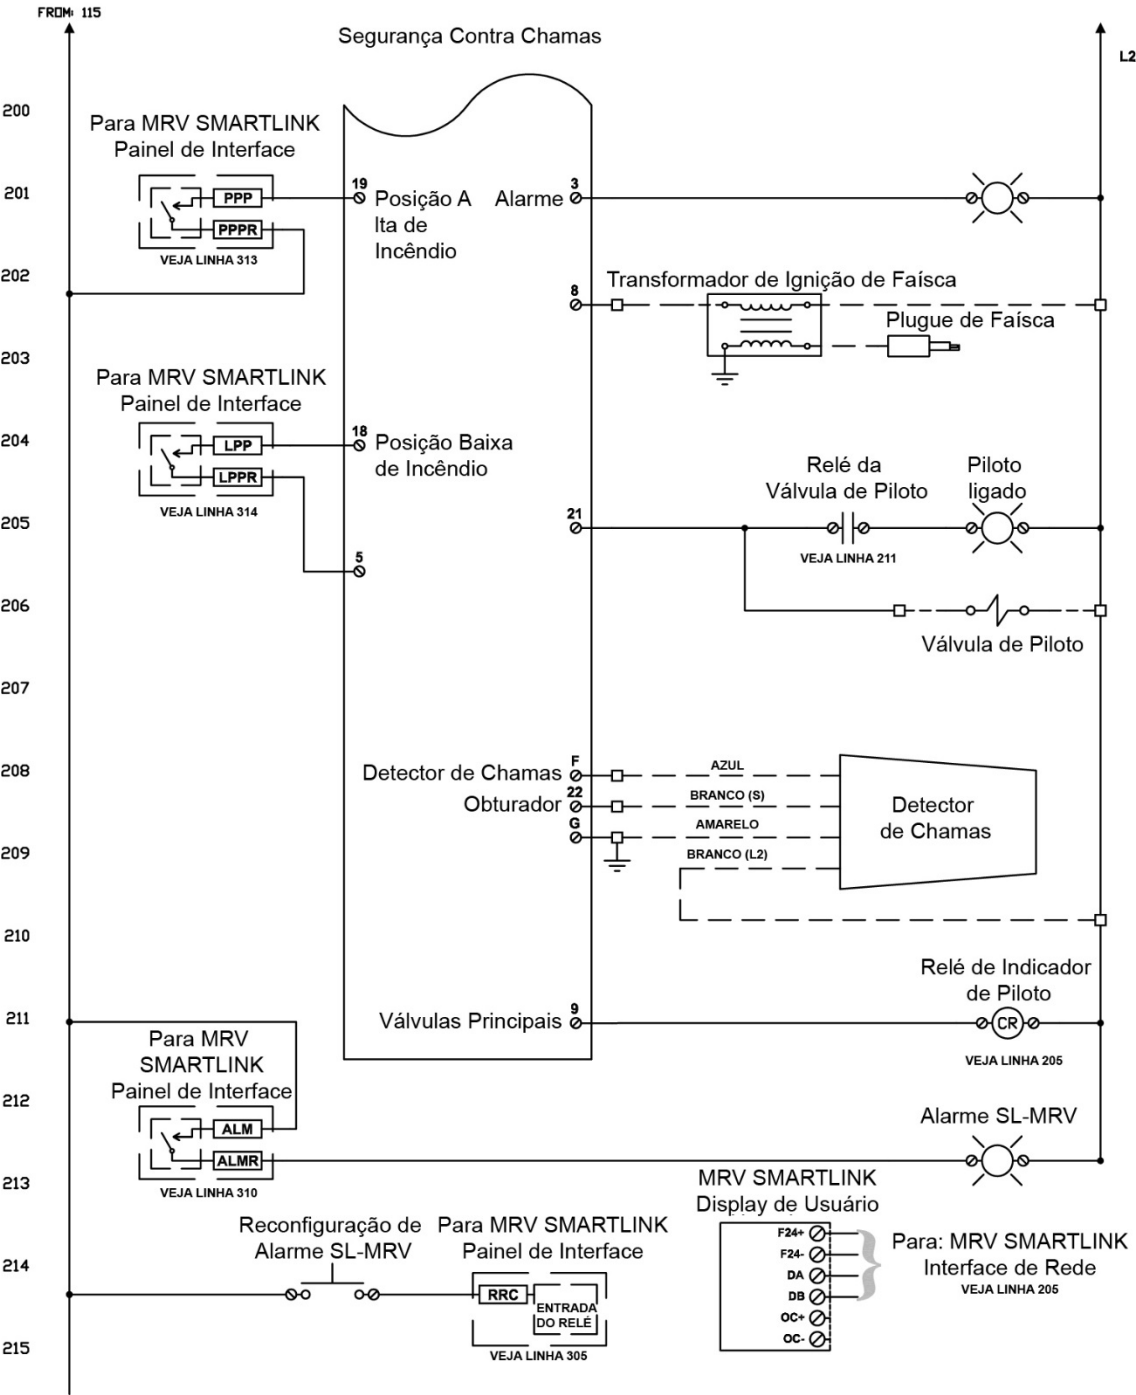 FROM: 115
L2
Segurança Contra Chamas
200
Para MRV SMARTLINK
Painel de Interface
201
PPP
PPPR
VEJA LINHA 313
19
Posição A
lta de
Incêndio
Alarme
3
202
8
Transformador de Ignição de Faísca
Plugue de Faísca
203
Para MRV SMARTLINK
Painel de Interface
204
LPP
LPPR
VEJA LINHA 314
18
Posição Baixa
de Incêndio
Relé da
Válvula de Piloto
Piloto
ligado
205
21
VEJA LINHA 211
5
206
Válvula de Piloto
207
208
Detector de Chamas
F
AZUL
Obturador
22
BRANCO (S)
G
AMARELO
BRANCO (L2)
Detector
de Chamas
209
210
Relé de Indicador
de Piloto
211
Válvulas Principais
9
CR
VEJA LINHA 205
Para MRV
SMARTLINK
Painel de Interface
212
ALM
ALMR
VEJA LINHA 310
Alarme SL-MRV
213
MRV SMARTLINK
Display de Usuário
F24+
F24-
DA
DB
OC+
OC-
Para: MRV SMARTLINK
Interface de Rede
VEJA LINHA 205
Reconfiguração de
Alarme SL-MRV
Para MRV SMARTLINK
Painel de Interface
214
RRC
ENTRADA
DO RELÉ
VEJA LINHA 305
215